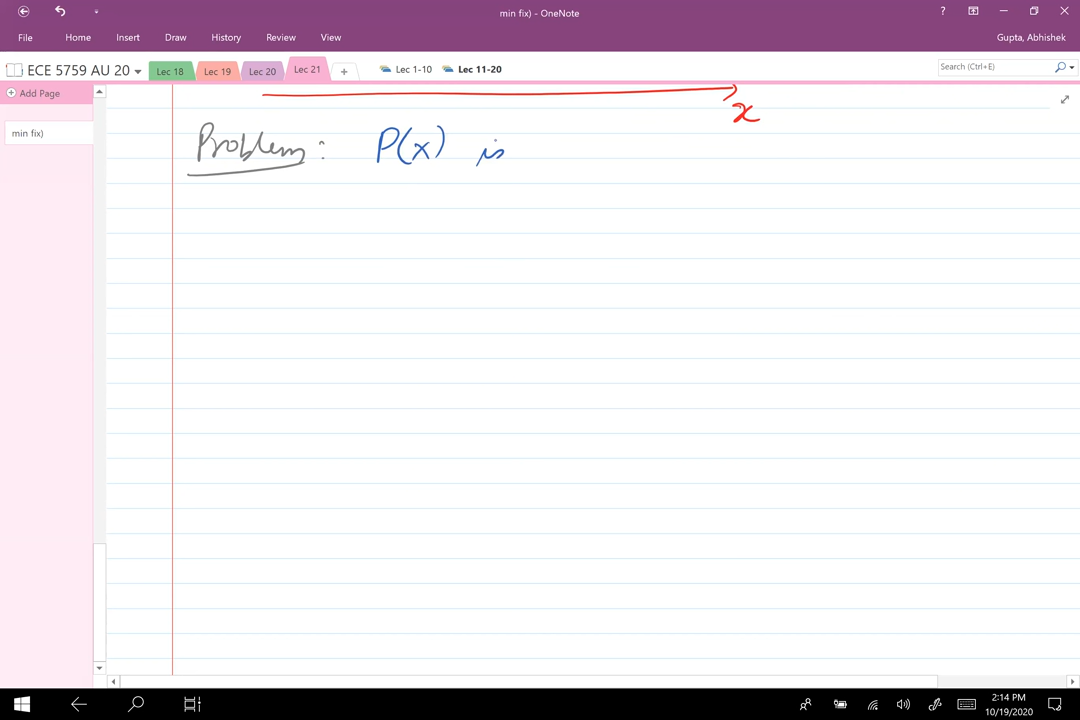 min fix) - OneNote
?
File Home Insert Draw History Review View
Gupta, Abhishek
ECE 5759 AU 20 Lec 18 Lec 19 Lec 20 Lec 21 + Lec 1-10 Lec 11-20
Search (Ctrl+E)
Add Page
min fix)
x
Problem: P(x) is
2:14 PM
10/19/2020